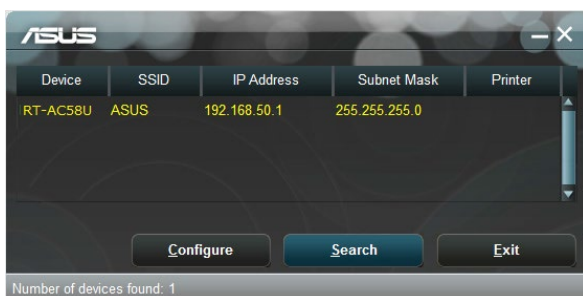 ASUS
Device SSID IP Address Subnet Mask Printer
RT-AC58U ASUS 192.168.50.1 255.255.255.0
Configure Search Exit
Number of devices found: 1